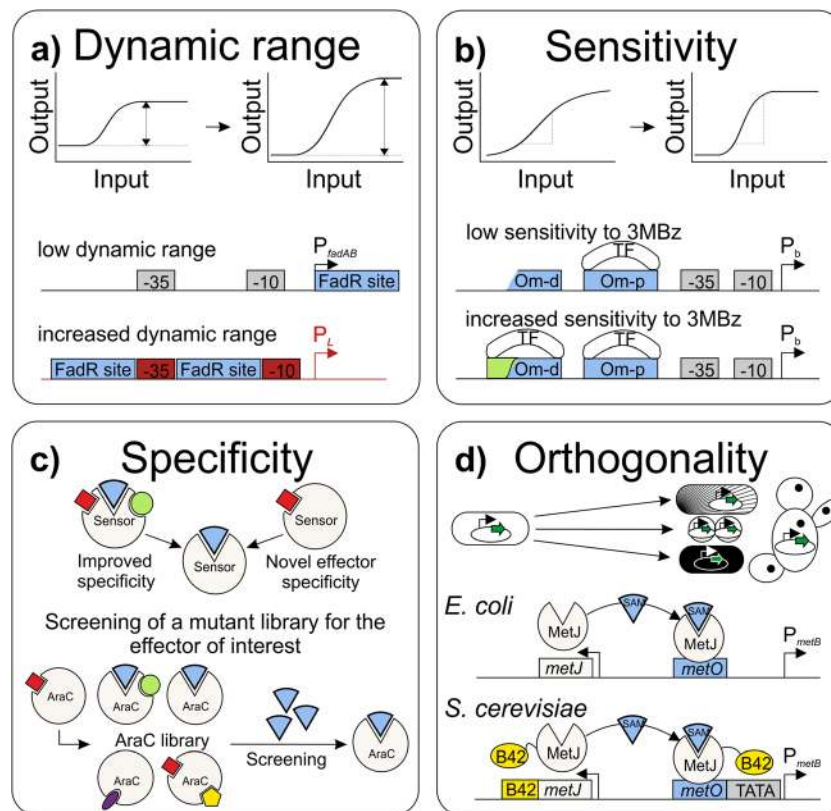 a) Dynamic range
Output
Input
Output
Input
low dynamic range
P fadAB
-35
-10
FadR site
increased dynamic range
P L
FadR site
-35
FadR site
-10
b) Sensitivity
Output
Input
Output
Input
low sensitivity to 3MBz
TF
Om-d
Om-p
-35
-10
P b
increased sensitivity to 3MBz
TF
TF
Om-d
Om-p
-35
-10
P b
c) Specificity
Sensor
Sensor
Improved
specificity
Sensor
Novel effector
specificity
Screening of a mutant library for the
effector of interest
AraC
AraC
AraC
AraC library
Screening
AraC
AraC
AraC
d) Orthogonality
E. coli
SAM
SAM
MetJ
MetJ
metJ
metO
P metB
S. cerevisiae
SAM
SAM
B42
MetJ
MetJ
B42
B42
metJ
metO
TATA
P metB